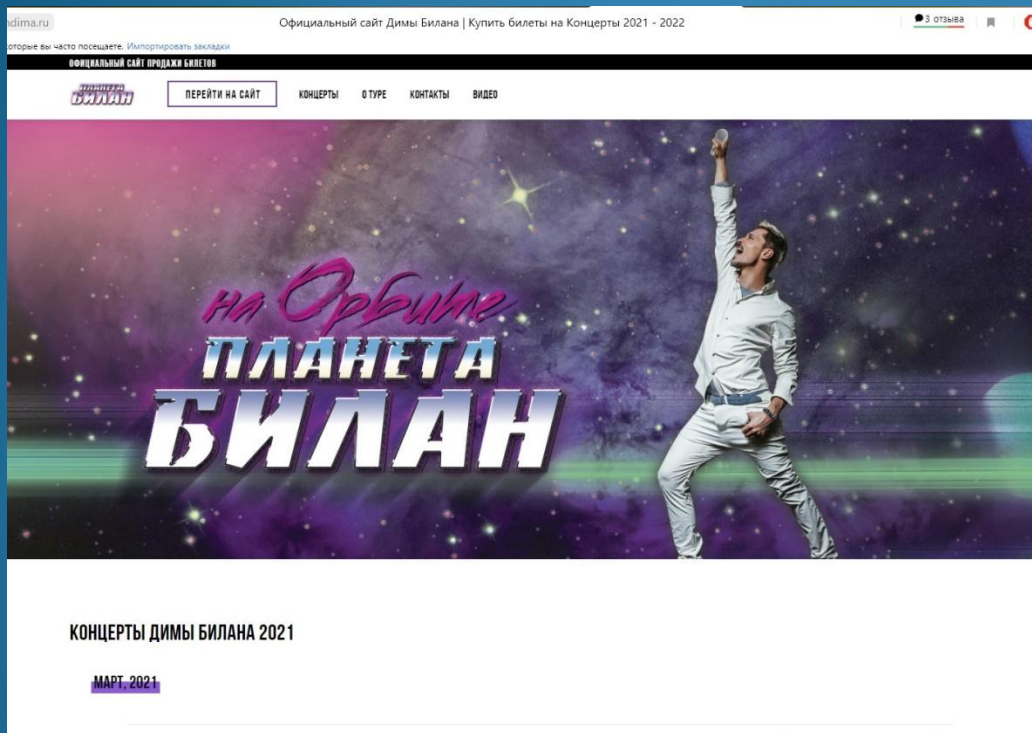 ndima.ru
Официальный сайт Димы Билана | Купить билеты на Концерты 2021 - 2022
3 отзыва
которые вы часто посещаете. Импортировать закладки
ОФИЦИАЛЬНЫЙ САЙТ ПРОДАЖИ БИЛЕТОВ
ПЛАНЕТА
БИЛАН
ПЕРЕЙТИ НА САЙТ
КОНЦЕРТЫ
О ТУРЕ
КОНТАКТЫ
ВИДЕО
на Орбите
ПЛАНЕТА
БИЛАН
КОНЦЕРТЫ ДИМЫ БИЛАНА 2021
МАРТ, 2021